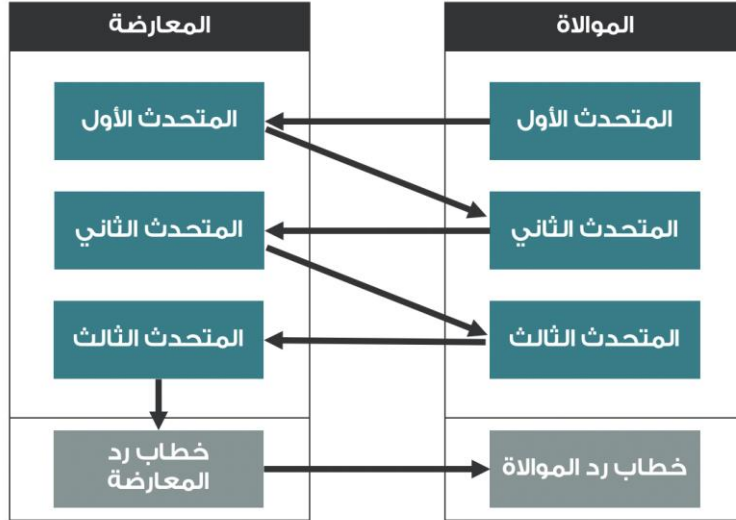 الموالاة
المعارضة
المتحدث الأول
المتحدث الأول
المتحدث الثاني
المتحدث الثاني
المتحدث الثالث
المتحدث الثالث
خطاب رد الموالاة
خطاب رد
المعارضة